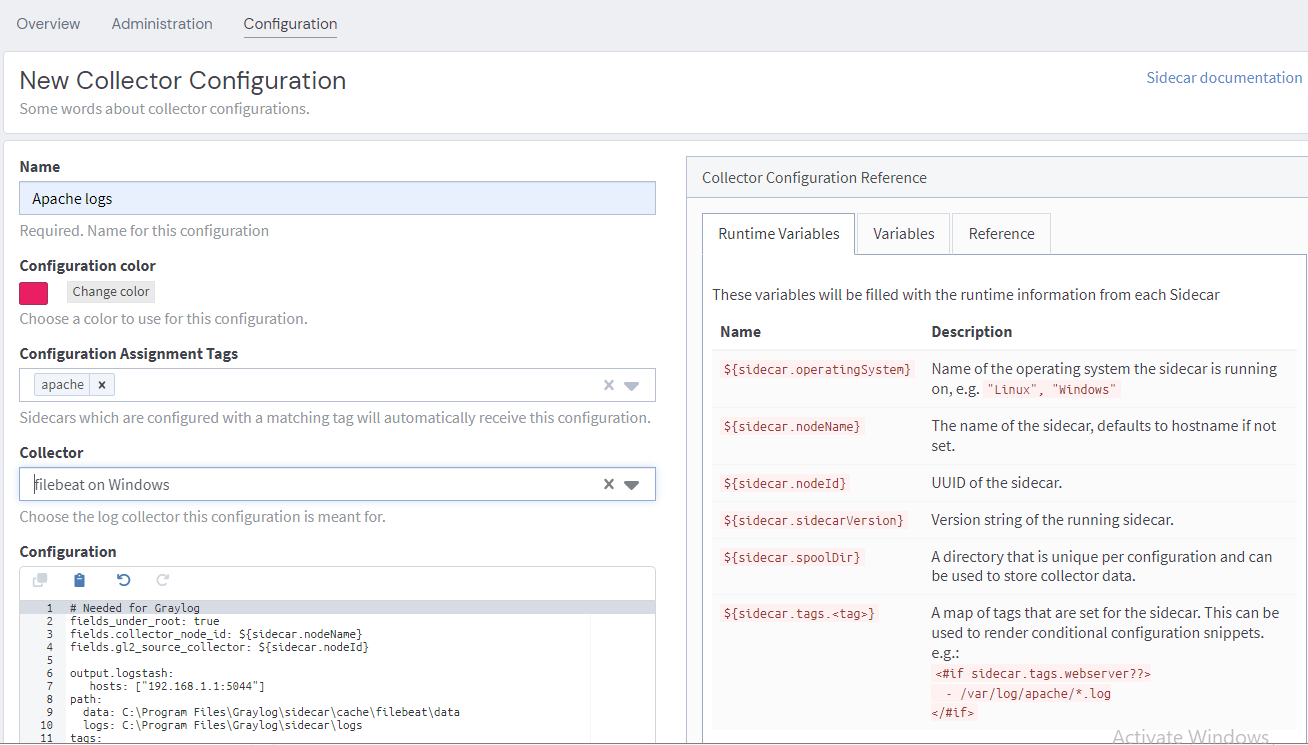 Overview Administration Configuration
New Collector Configuration
Some words about collector configurations.
Sidecar documentation
Name
Apache logs
Required. Name for this configuration
Configuration color
Change color
Choose a color to use for this configuration.
Configuration Assignment Tags
apache ×
Sidecars which are configured with a matching tag will automatically receive this configuration.
Collector
filebeat on Windows
Choose the log collector this configuration is meant for.
Configuration
1 # Needed for Graylog
2 fields_under_root: true
3 fields.collector_node_id: ${sidecar.nodeName}
4 fields.gl2_source_collector: ${sidecar.nodeId}
5
6 output.logstash:
7 hosts: ["192.168.1.1:5044"]
8 path:
9 data: C:\Program Files\Graylog\sidecar\cache\filebeat\data
10 logs: C:\Program Files\Graylog\sidecar\logs
11 tags:
Collector Configuration Reference
Runtime Variables Variables Reference
These variables will be filled with the runtime information from each Sidecar
Name Description
${sidecar.operatingSystem} Name of the operating system the sidecar is running
on, e.g. "Linux", "Windows"
${sidecar.nodeName} The name of the sidecar, defaults to hostname if not
set.
${sidecar.nodeId} UUID of the sidecar.
${sidecar.sidecarVersion} Version string of the running sidecar.
${sidecar.spoolDir} A directory that is unique per configuration and can
be used to store collector data.
${sidecar.tags.<tag>} A map of tags that are set for the sidecar. This can be
used to render conditional configuration snippets.
e.g.:
<#if sidecar.tags.webserver??>
- /var/log/apache/*.log
</#if>
Activate Windows